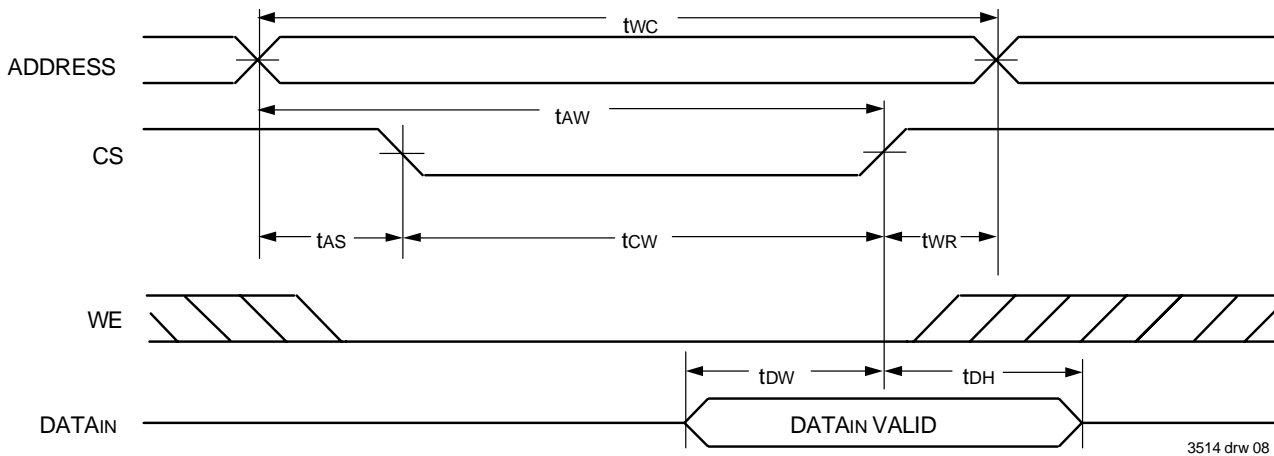 tWC
ADDRESS
tAW
CS
tAS
tCW
tWR
WE
tDW
tDH
DATAIN
DATAIN VALID
3514 drw 08